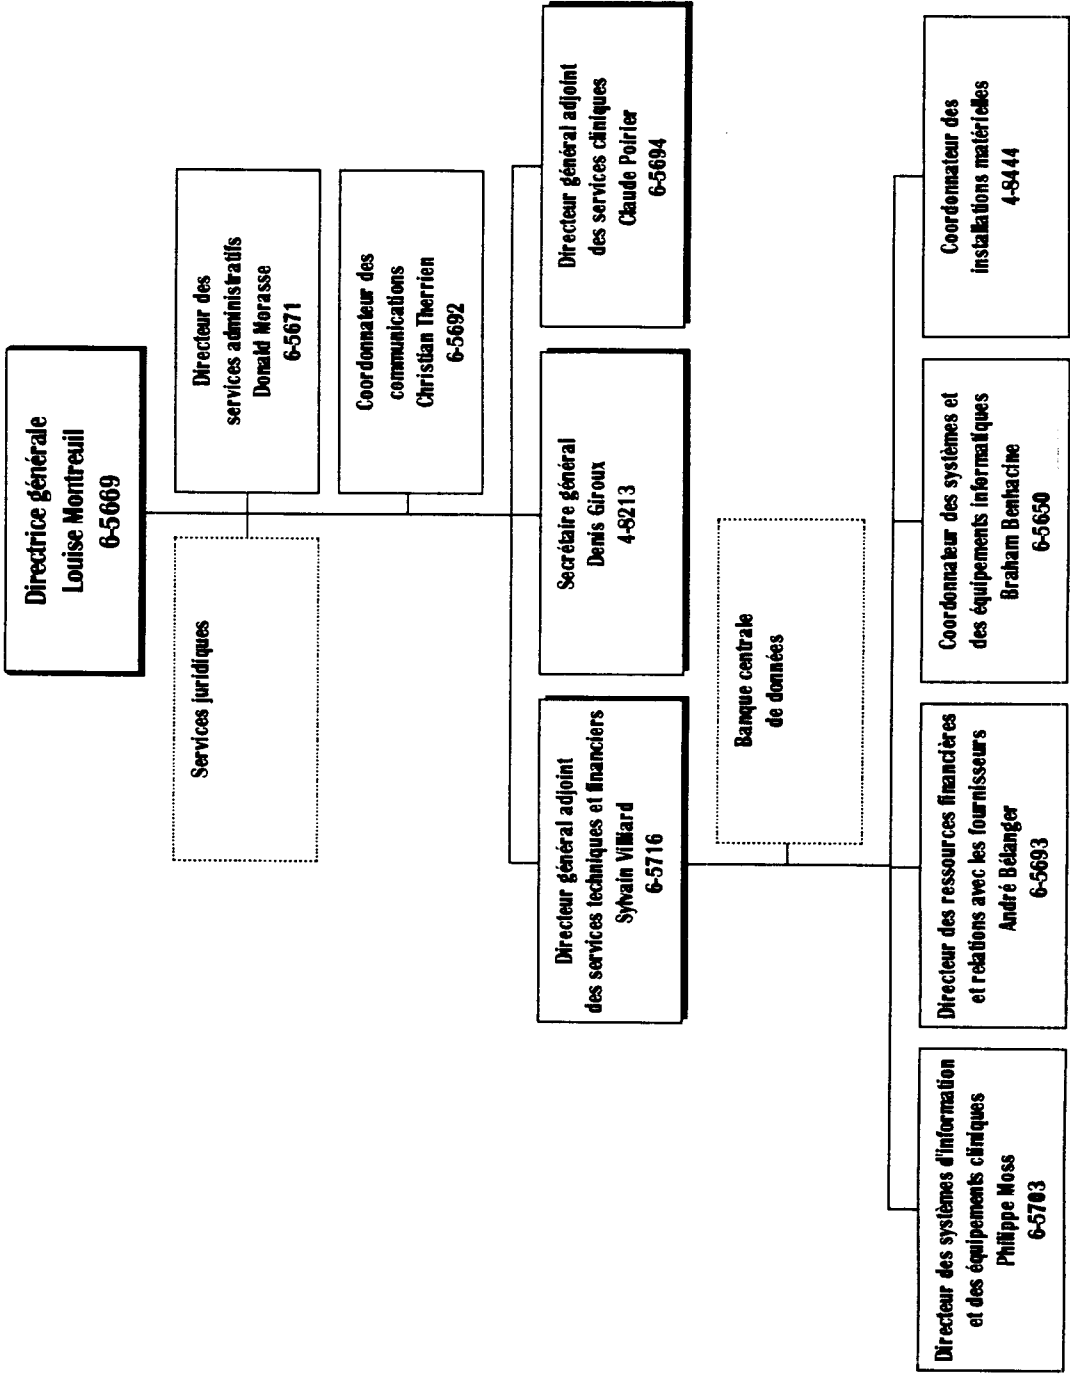 Directrice générale
Louise Montreuil
6-5669
Services juridiques
Directeur des
services administratifs
Donald Morasse
6-5671
Coordonnateur des
communications
Christian Therrien
6-5692
Directeur général adjoint
des services techniques et financiers
Sylvain Villiard
6-5716
Secrétaire général
Denis Giroux
4-8213
Directeur général adjoint
des services cliniques
Claude Poirier
6-5694
Banque centrale
de données
Directeur des systèmes d'information
et des équipements cliniques
Philippe Moss
6-5703
Directeur des ressources financières
et relations avec les fournisseurs
André Bélanger
6-5693
Coordonnateur des systèmes et
des équipements informatiques
Braham Benhacine
6-5650
Coordonnateur des
installations matérielles
4-8444